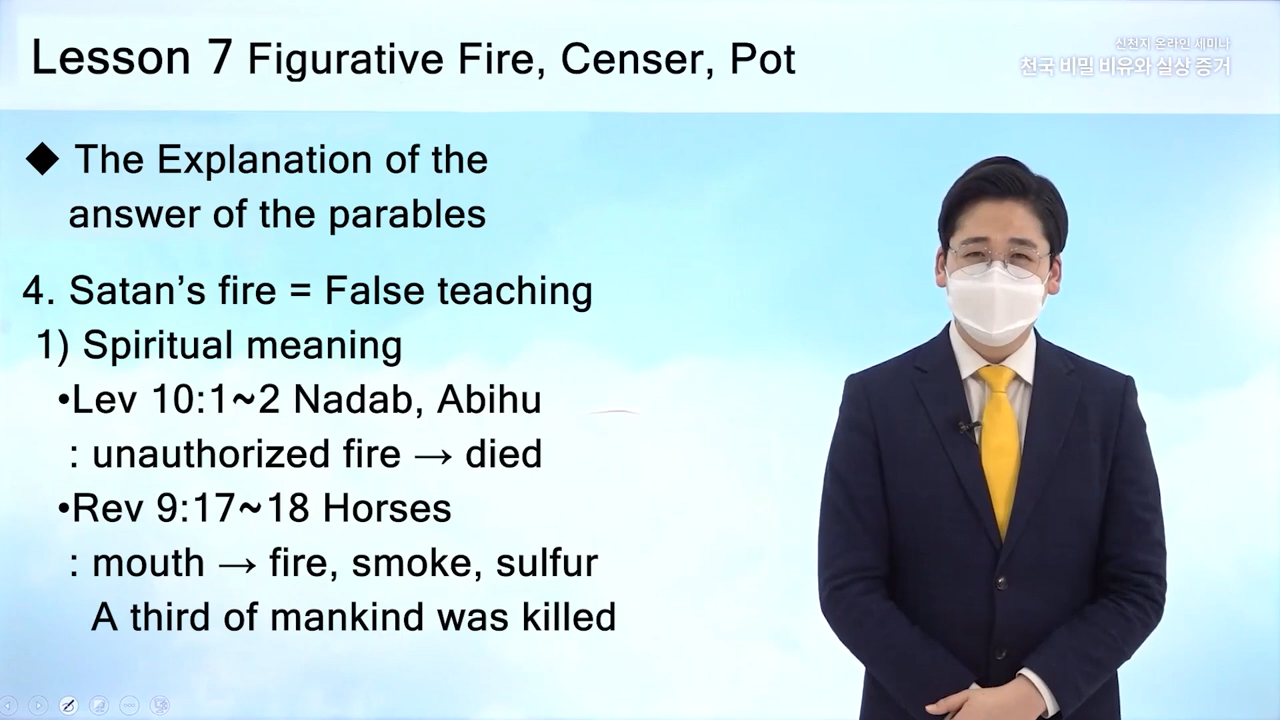 Lesson 7 Figurative Fire, Censer, Pot
신천지 온라인 세미나
천국 비밀 비유와 실상 증거
◆ The Explanation of the
answer of the parables
4. Satan’s fire = False teaching
1) Spiritual meaning
•Lev 10:1~2 Nadab, Abihu
: unauthorized fire → died
•Rev 9:17~18 Horses
: mouth → fire, smoke, sulfur
A third of mankind was killed